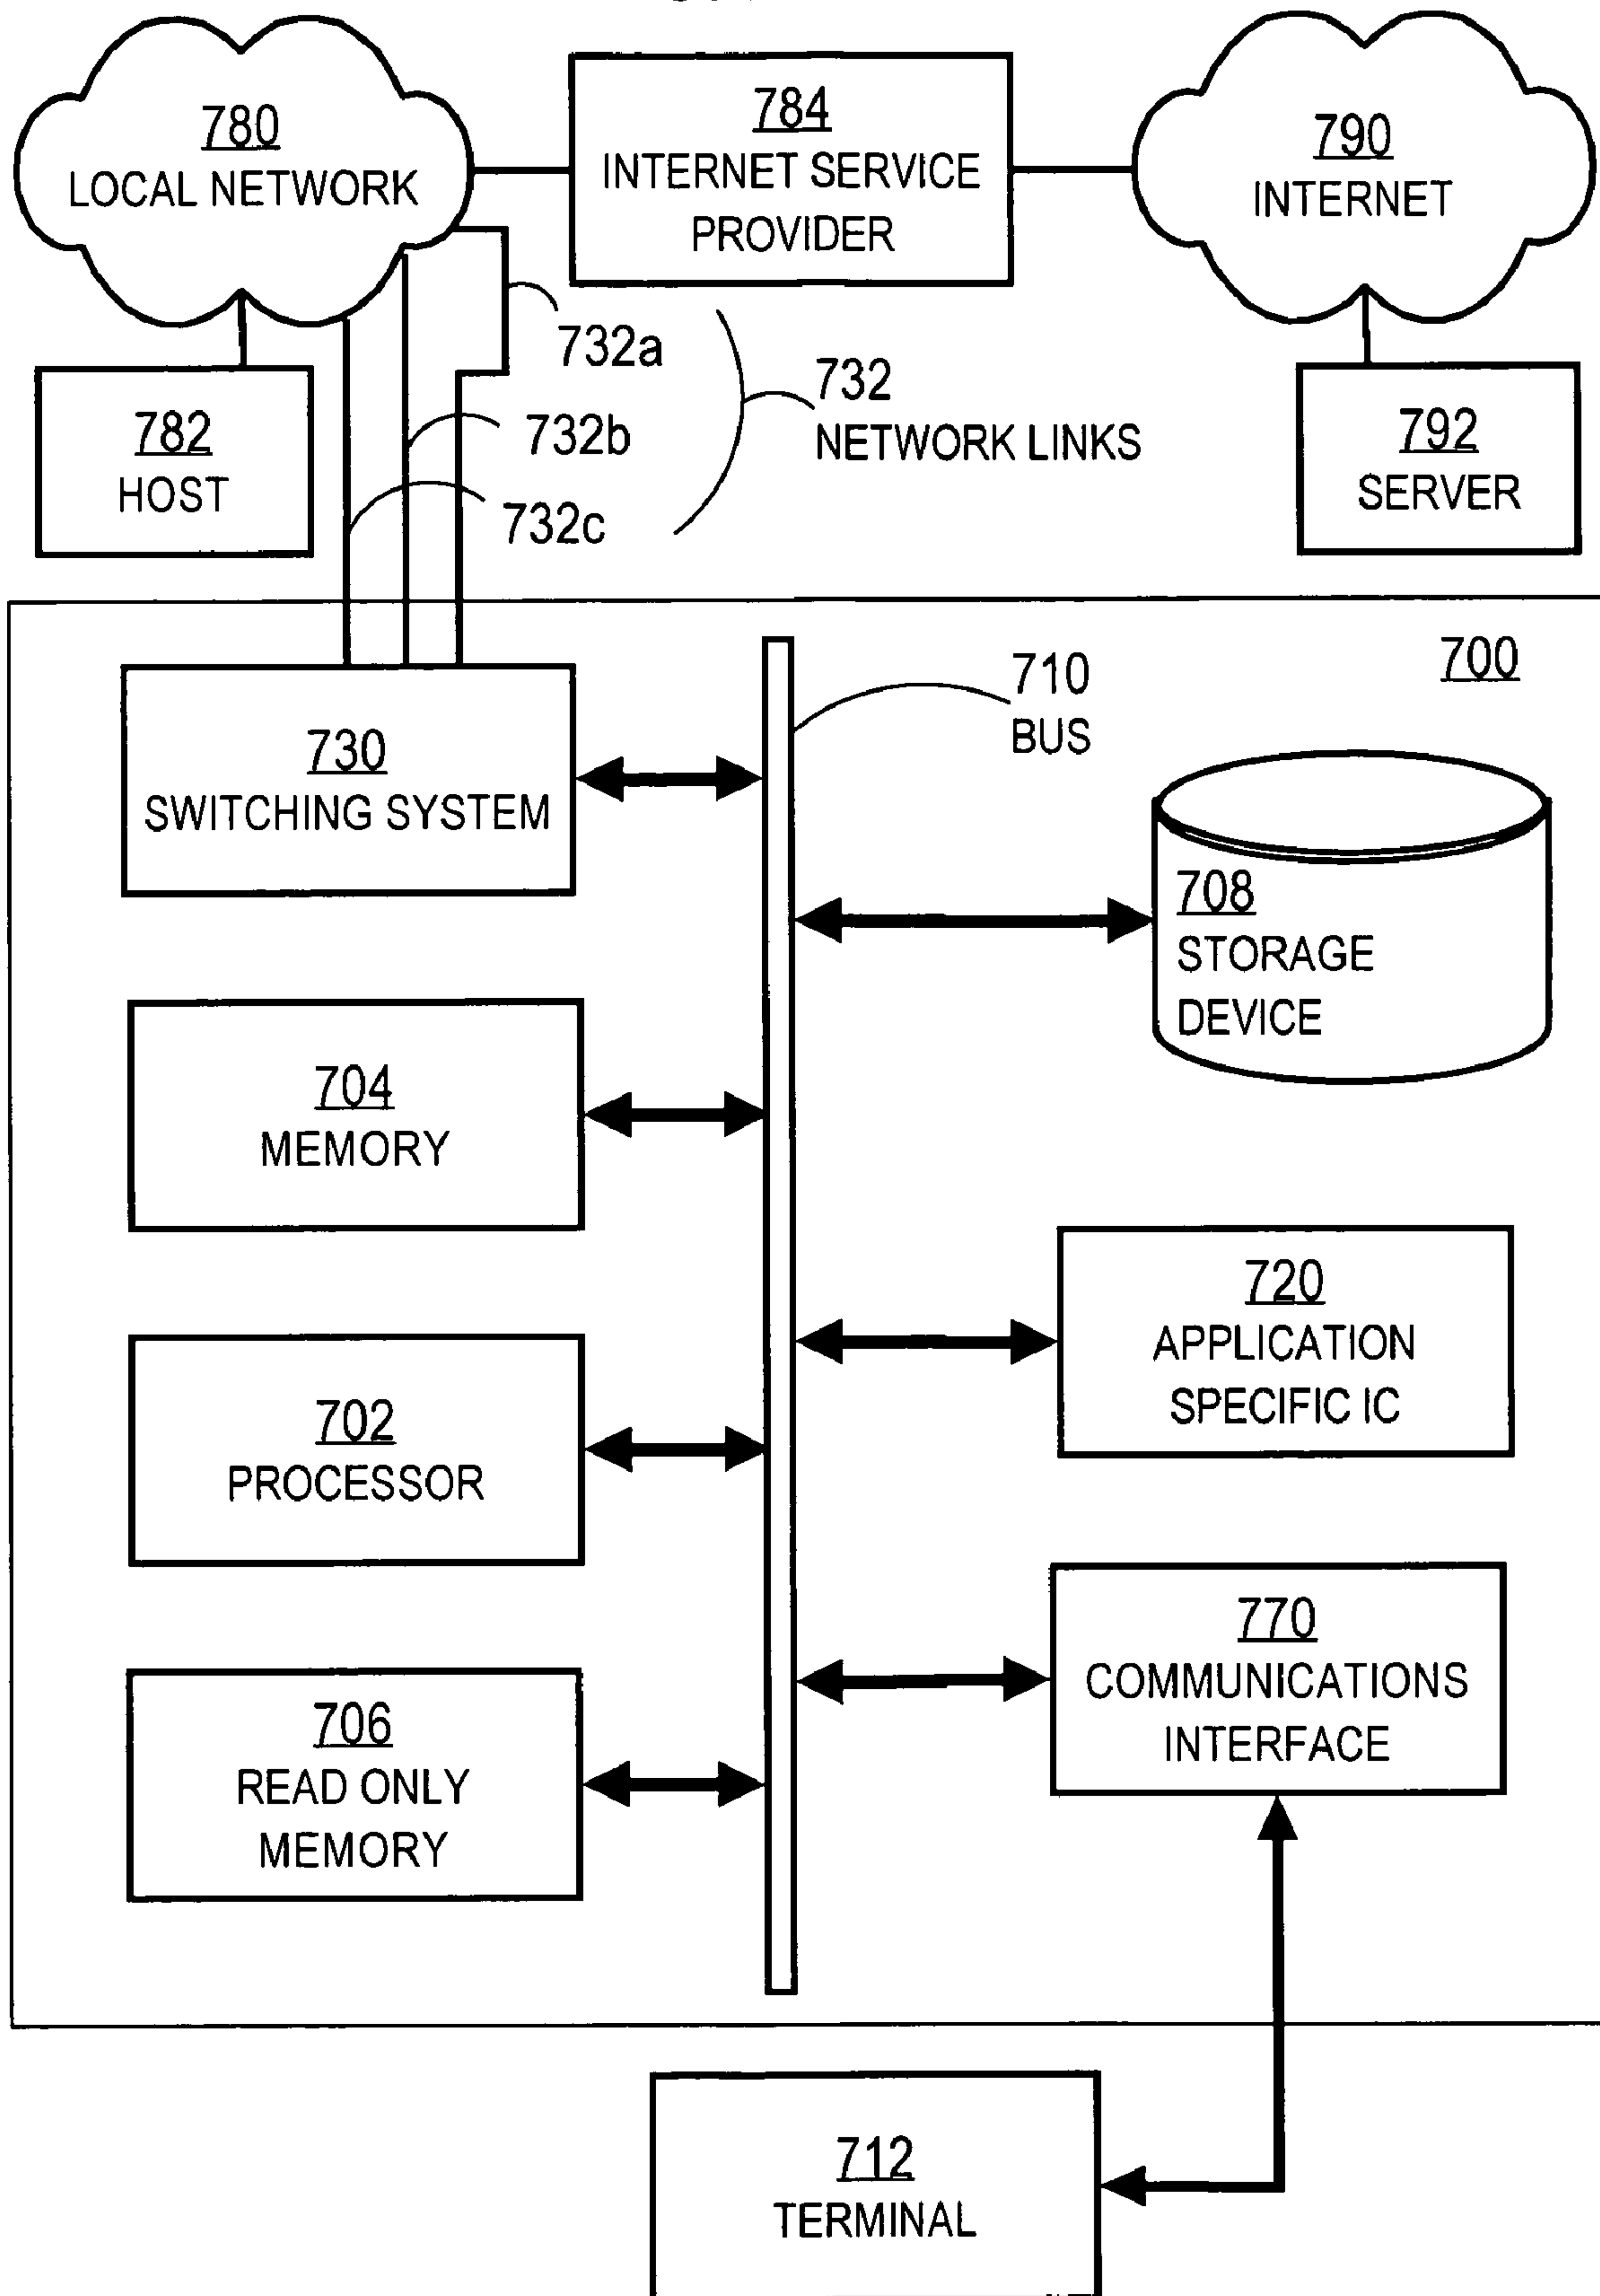 780
LOCAL NETWORK
784
INTERNET SERVICE
PROVIDER
790
INTERNET
732a
732b
732c
732
NETWORK LINKS
782
HOST
792
SERVER
700
710
BUS
730
SWITCHING SYSTEM
708
STORAGE
DEVICE
704
MEMORY
720
APPLICATION
SPECIFIC IC
702
PROCESSOR
770
COMMUNICATIONS
INTERFACE
706
READ ONLY
MEMORY
712
TERMINAL